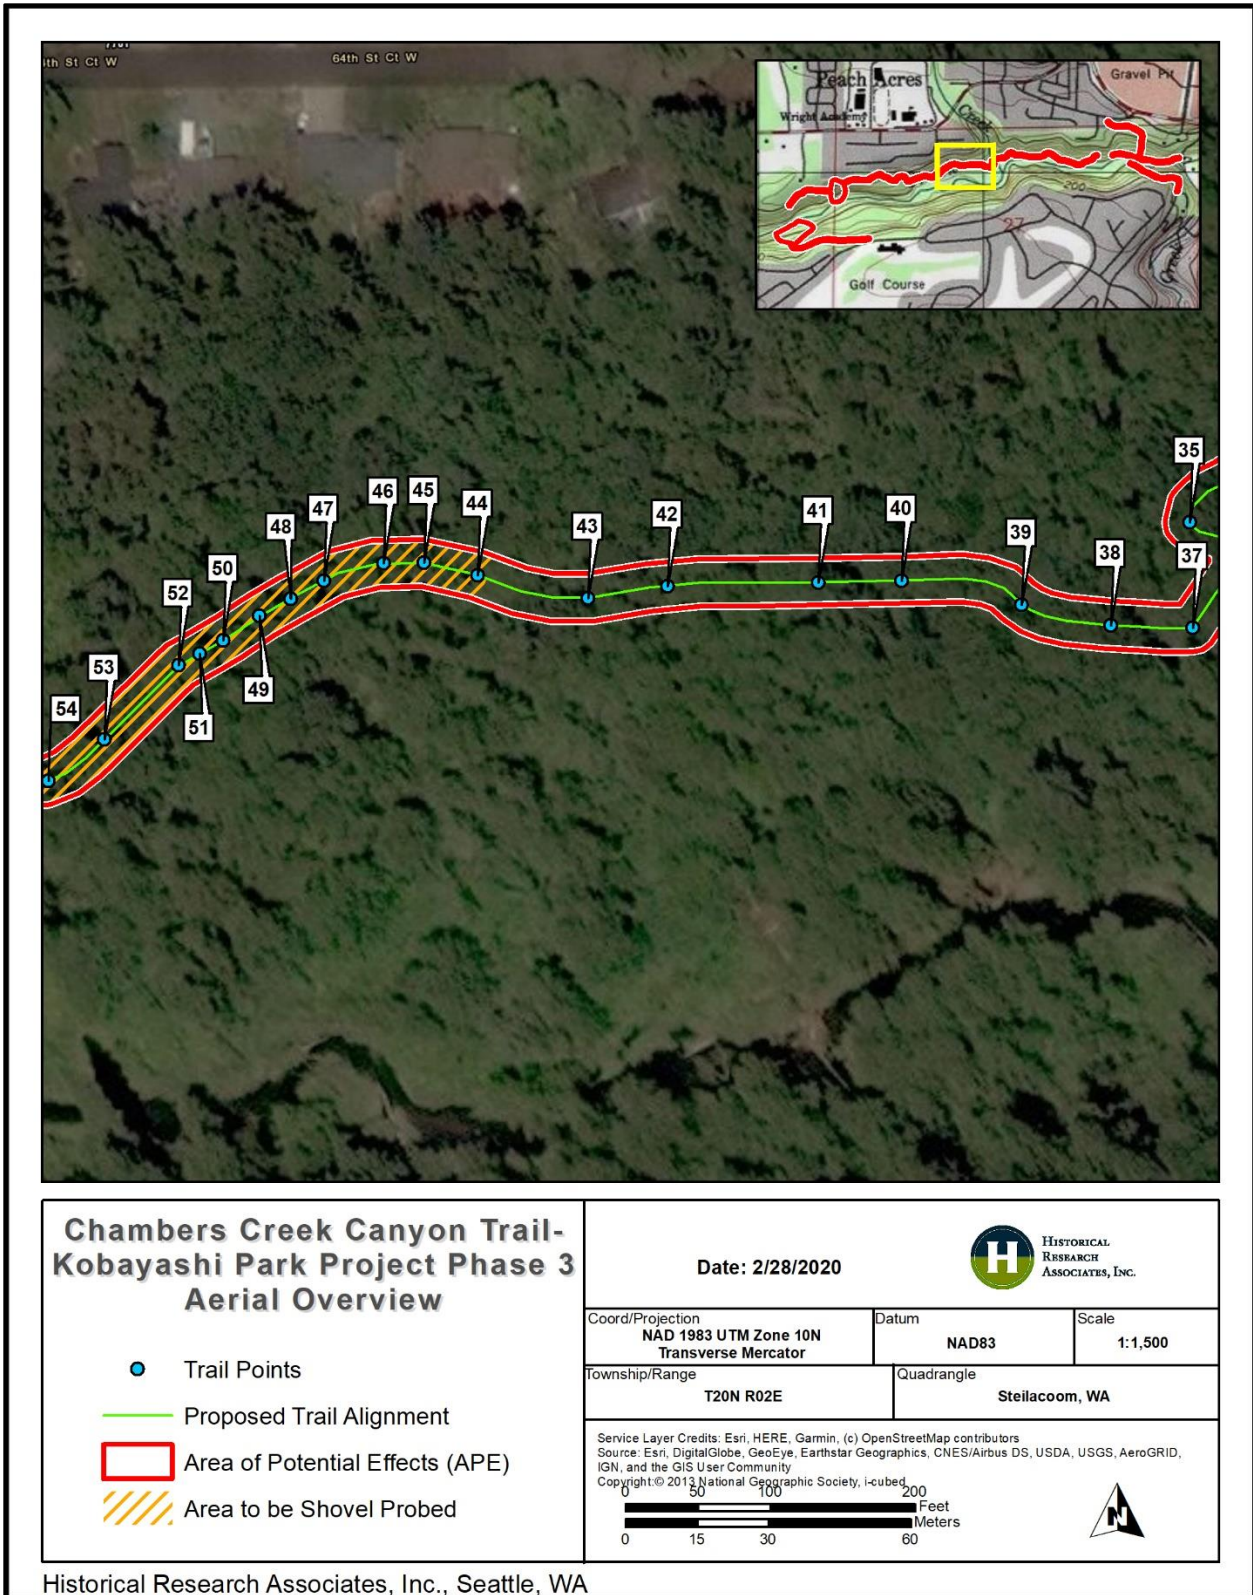 7701
4th St Ct W
64th St Ct W
Peach Acres
Gravel Pit
Wright Academy
Creek
200
27
Creek
Golf Course
35
46
45
44
47
48
43
42
41
40
39
38
37
50
52
53
49
51
54
Chambers Creek Canyon Trail-
Kobayashi Park Project Phase 3
Aerial Overview
Trail Points
Proposed Trail Alignment
Area of Potential Effects (APE)
Area to be Shovel Probed
Date: 2/28/2020
H
HISTORICAL
RESEARCH
ASSOCIATES, INC.
Coord/Projection
NAD 1983 UTM Zone 10N
Transverse Mercator
Datum
NAD83
Scale
1:1,500
Township/Range
T20N R02E
Quadrangle
Steilacoom, WA
Service Layer Credits: Esri, HERE, Garmin, (c) OpenStreetMap contributors
Source: Esri, DigitalGlobe, GeoEye, Earthstar Geographics, CNES/Airbus DS, USDA, USGS, AeroGRID,
IGN, and the GIS User Community
Copyright:© 2013 National Geographic Society, i-cubed
0 50 100 200
Feet
Meters
0 15 30 60
N
Historical Research Associates, Inc., Seattle, WA